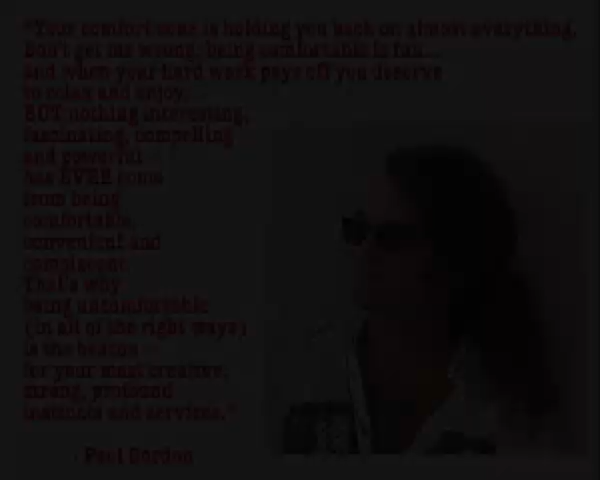 "Your comfort zone is holding you back on almost everything.
Don't get me wrong, being comfortable is fun...
and when your hard work pays off you deserve
to relax and enjoy...
BUT nothing interesting,
fascinating, compelling
and powerful
has EVER come
from being
comfortable,
convenient and
complacent.
That's why
being uncomfortable
(in all of the right ways)
is the beacon
for your most creative,
strong, profound
instincts and services."
- Paul Gordon